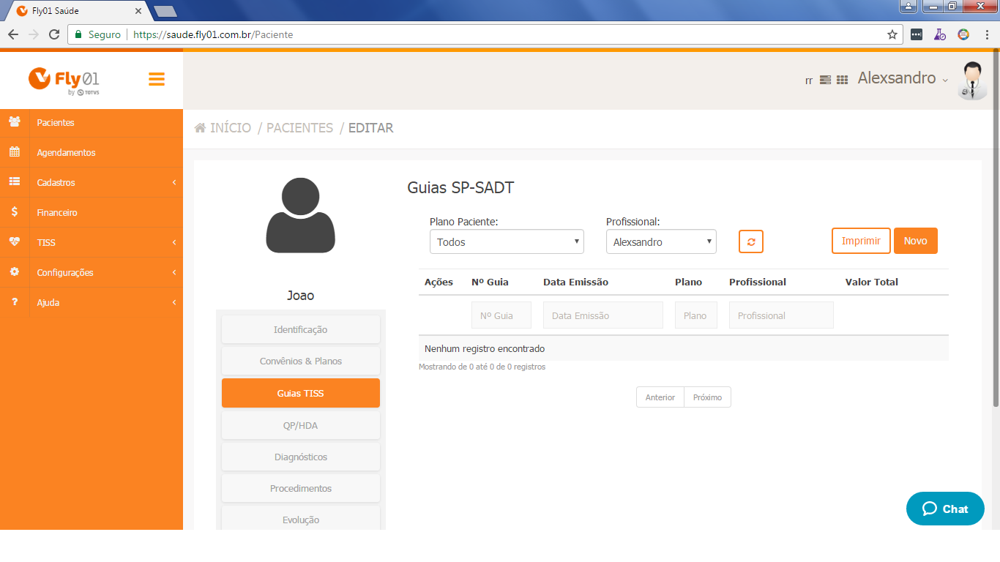 Fly01 Saúde
Seguro https://saude.fly01.com.br/Paciente
Fly01
by TOTVS
rr Alexsandro
Pacientes
Agendamentos
Cadastros
Financeiro
TISS
Configurações
Ajuda
INÍCIO / PACIENTES / EDITAR
Joao
Identificação
Convênios & Planos
Guias TISS
QP/HDA
Diagnósticos
Procedimentos
Evolução
Guias SP-SADT
Plano Paciente: Profissional:
Todos Alexsandro Imprimir Novo
Ações Nº Guia Data Emissão Plano Profissional Valor Total
Nº Guia Data Emissão Plano Profissional
Nenhum registro encontrado
Mostrando de 0 até 0 de 0 registros
Anterior Próximo
Chat